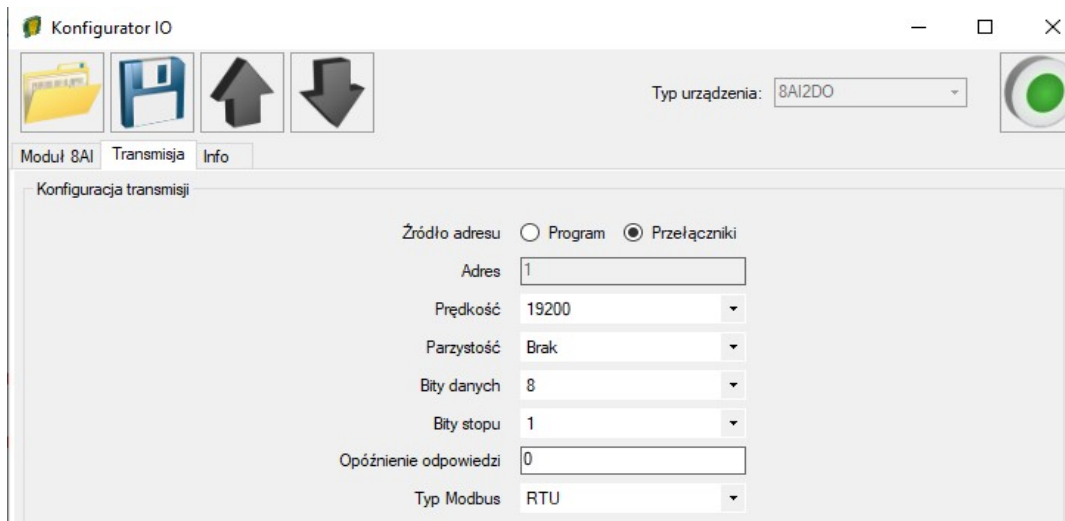 Konfigurator IO
Typ urządzenia: 8AI2DO
Moduł 8AI Transmisja Info
Konfiguracja transmisji
Źródło adresu Program Przełączniki
Adres 1
Prędkość 19200
Parzystość Brak
Bity danych 8
Bity stopu 1
Opóźnienie odpowiedzi 0
Typ Modbus RTU